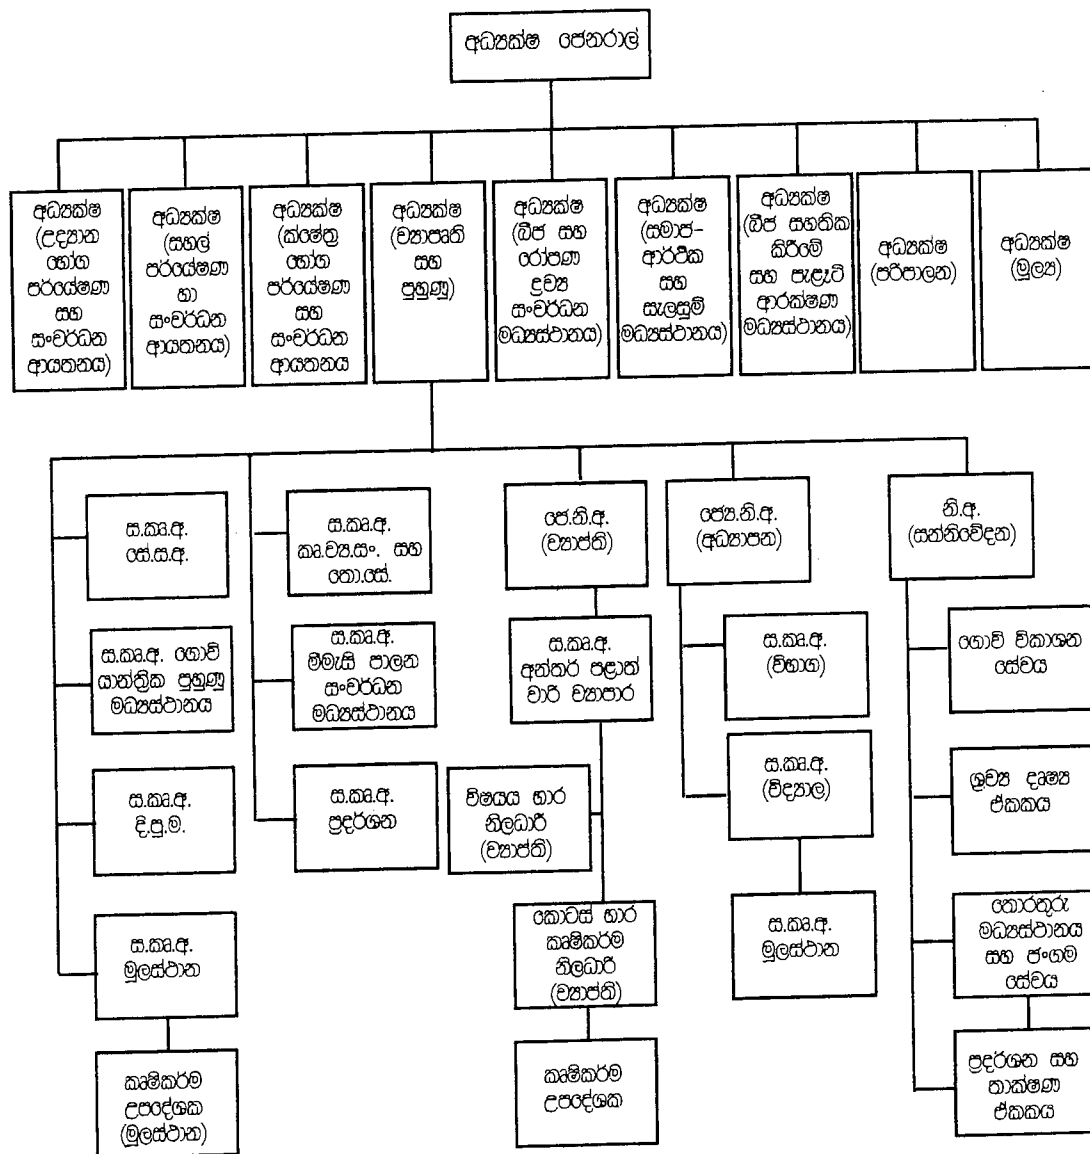 අධ්‍යක්ෂ ජෙනරාල්
අධ්‍යක්ෂ
(උද්‍යාන
භෝග
පර්යේෂණ
සහ
සංවර්ධන
ආයතනය)
අධ්‍යක්ෂ
(සහල්
පර්යේෂණ
හා
සංවර්ධන
ආයතනය)
අධ්‍යක්ෂ
(ක්ෂේත්‍ර
භෝග
පර්යේෂණ
සහ
සංවර්ධන
ආයතනය
අධ්‍යක්ෂ
(ව්‍යාපෘති
සහ
පුහුණු)
අධ්‍යක්ෂ
(බීජ සහ
රෝපණ
ද්‍රව්‍ය
සංවර්ධන
මධ්‍යස්ථානය)
අධ්‍යක්ෂ
(සමාජ-
ආර්ථික
සහ
සැලසුම්
මධ්‍යස්ථානය)
අධ්‍යක්ෂ
(බීජ සහතික
කිරීමේ
සහ පැළෑටි
ආරක්ෂණ
මධ්‍යස්ථානය)
අධ්‍යක්ෂ
(පරිපාලන)
අධ්‍යක්ෂ
(මූල්‍ය)
ස.කෘ.අ.
සේ.ස.අ.
ස.කෘ.අ.
කෘ.ව්‍ය.සං. සහ
තො.සේ.
ජෙ.නි.අ.
(ව්‍යාප්ති)
ජ්‍යෙ.නි.අ.
(අධ්‍යාපන)
නි.අ.
(සන්නිවේදන)
ස.කෘ.අ. ගොවි
යාන්ත්‍රික පුහුණු
මධ්‍යස්ථානය
ස.කෘ.අ.
මීමැසි පාලන
සංවර්ධන
මධ්‍යස්ථානය
ස.කෘ.අ.
අන්තර් පළාත්
වාරි ව්‍යාපාර
ස.කෘ.අ.
(විභාග)
ගොවි විකාශන
සේවය
ස.කෘ.අ.
දි.පු.ම.
ස.කෘ.අ.
ප්‍රදර්ශන
විෂයය භාර
නිලධාරී
(ව්‍යාප්ති)
ස.කෘ.අ.
(විද්‍යාල)
ශ්‍රව්‍ය දෘෂ්‍ය
ඒකකය
ස.කෘ.අ.
මූලස්ථාන
කොටස් භාර
කෘෂිකර්ම
නිලධාරි
(ව්‍යාප්ති)
ස.කෘ.අ.
මූලස්ථාන
තොරතුරු
මධ්‍යස්ථානය
සහ ජංගම
සේවය
කෘෂිකර්ම
උපදේශක
(මූලස්ථාන)
කෘෂිකර්ම
උපදේශක
ප්‍රදර්ශන සහ
තාක්ෂණ
ඒකකය